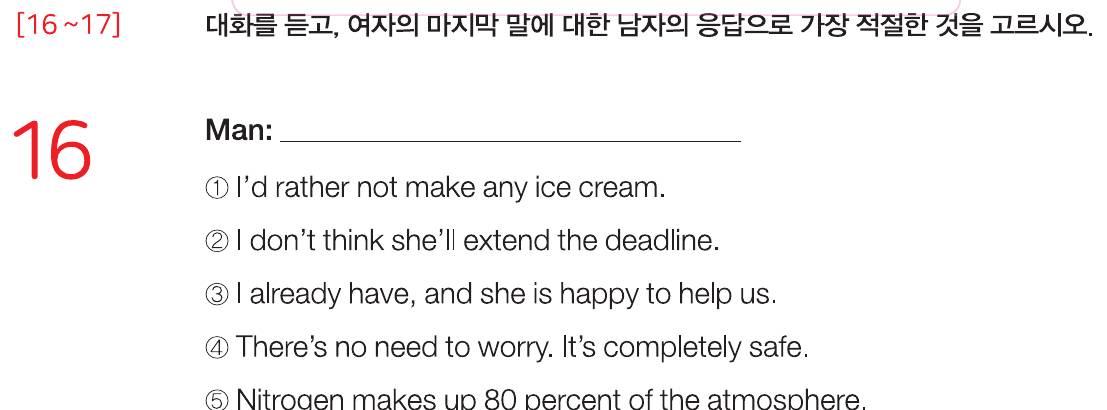 [16~17] 대화를 듣고, 여자의 마지막 말에 대한 남자의 응답으로 가장 적절한 것을 고르시오.
16
Man: ____________________
① I'd rather not make any ice cream.
② I don't think she'll extend the deadline.
③ I already have, and she is happy to help us.
④ There's no need to worry. It's completely safe.
⑤ Nitrogen makes up 80 percent of the atmosphere.